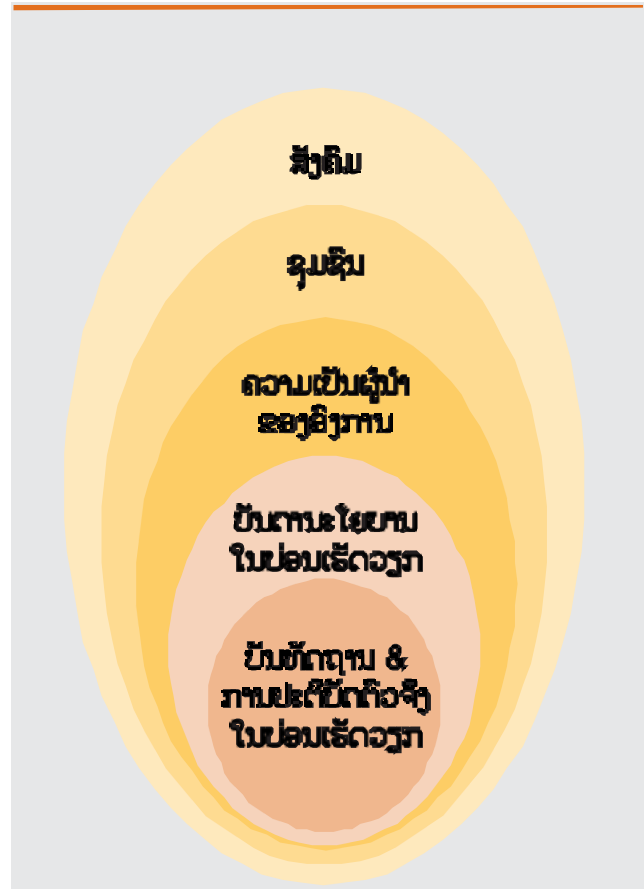 ສັງຄົມ
ຊຸມຊົນ
ຄວາມເປັນຜູ້ນຳ
ຂອງອົງການ
ບັນດານະໂຍບາຍ
ໃນບ່ອນເຮັດວຽກ
ບັນທັດຖານ &
ການປະຕິບັດຕົວຈິງ
ໃນບ່ອນເຮັດວຽກ